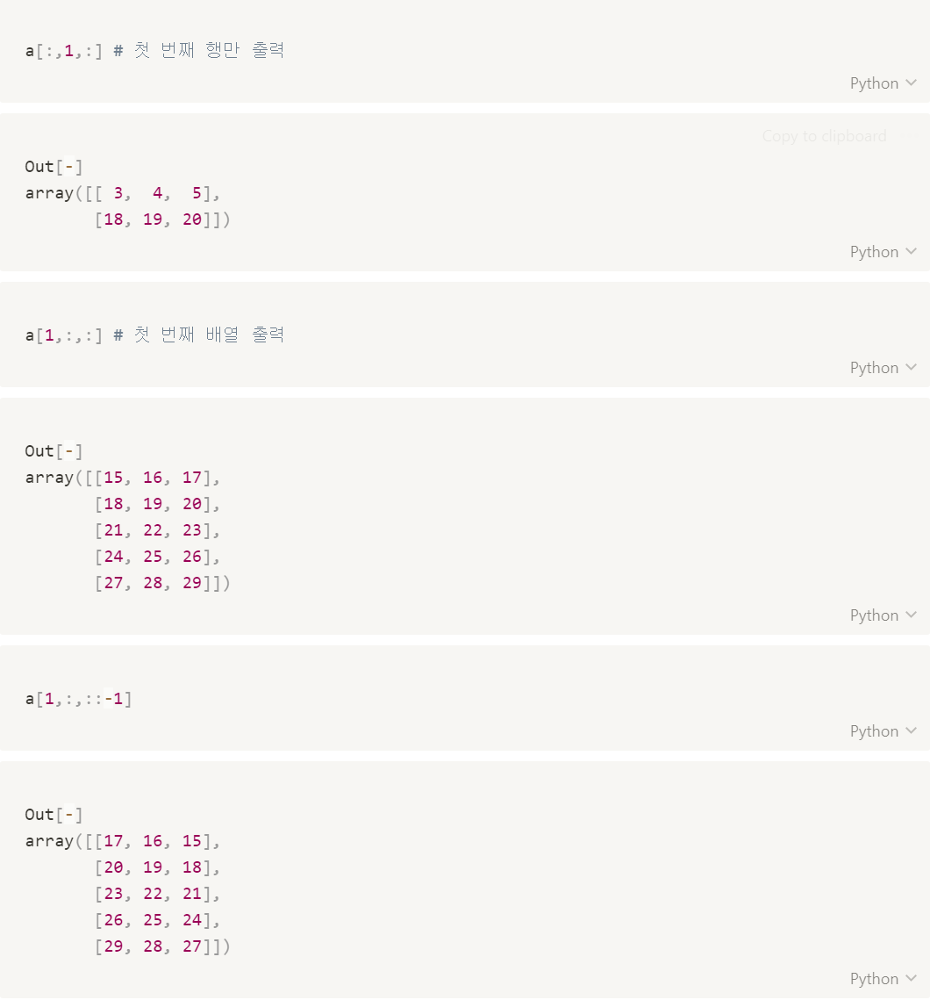 a[:,1,:] # 첫 번째 행만 출력
Python
Copy to clipboard
Out[-]
array([[ 3,  4,  5],
       [18, 19, 20]])
Python
a[1,:,:] # 첫 번째 배열 출력
Python
Out[-]
array([[15, 16, 17],
       [18, 19, 20],
       [21, 22, 23],
       [24, 25, 26],
       [27, 28, 29]])
Python
a[1,:,::-1]
Python
Out[-]
array([[17, 16, 15],
       [20, 19, 18],
       [23, 22, 21],
       [26, 25, 24],
       [29, 28, 27]])
Python